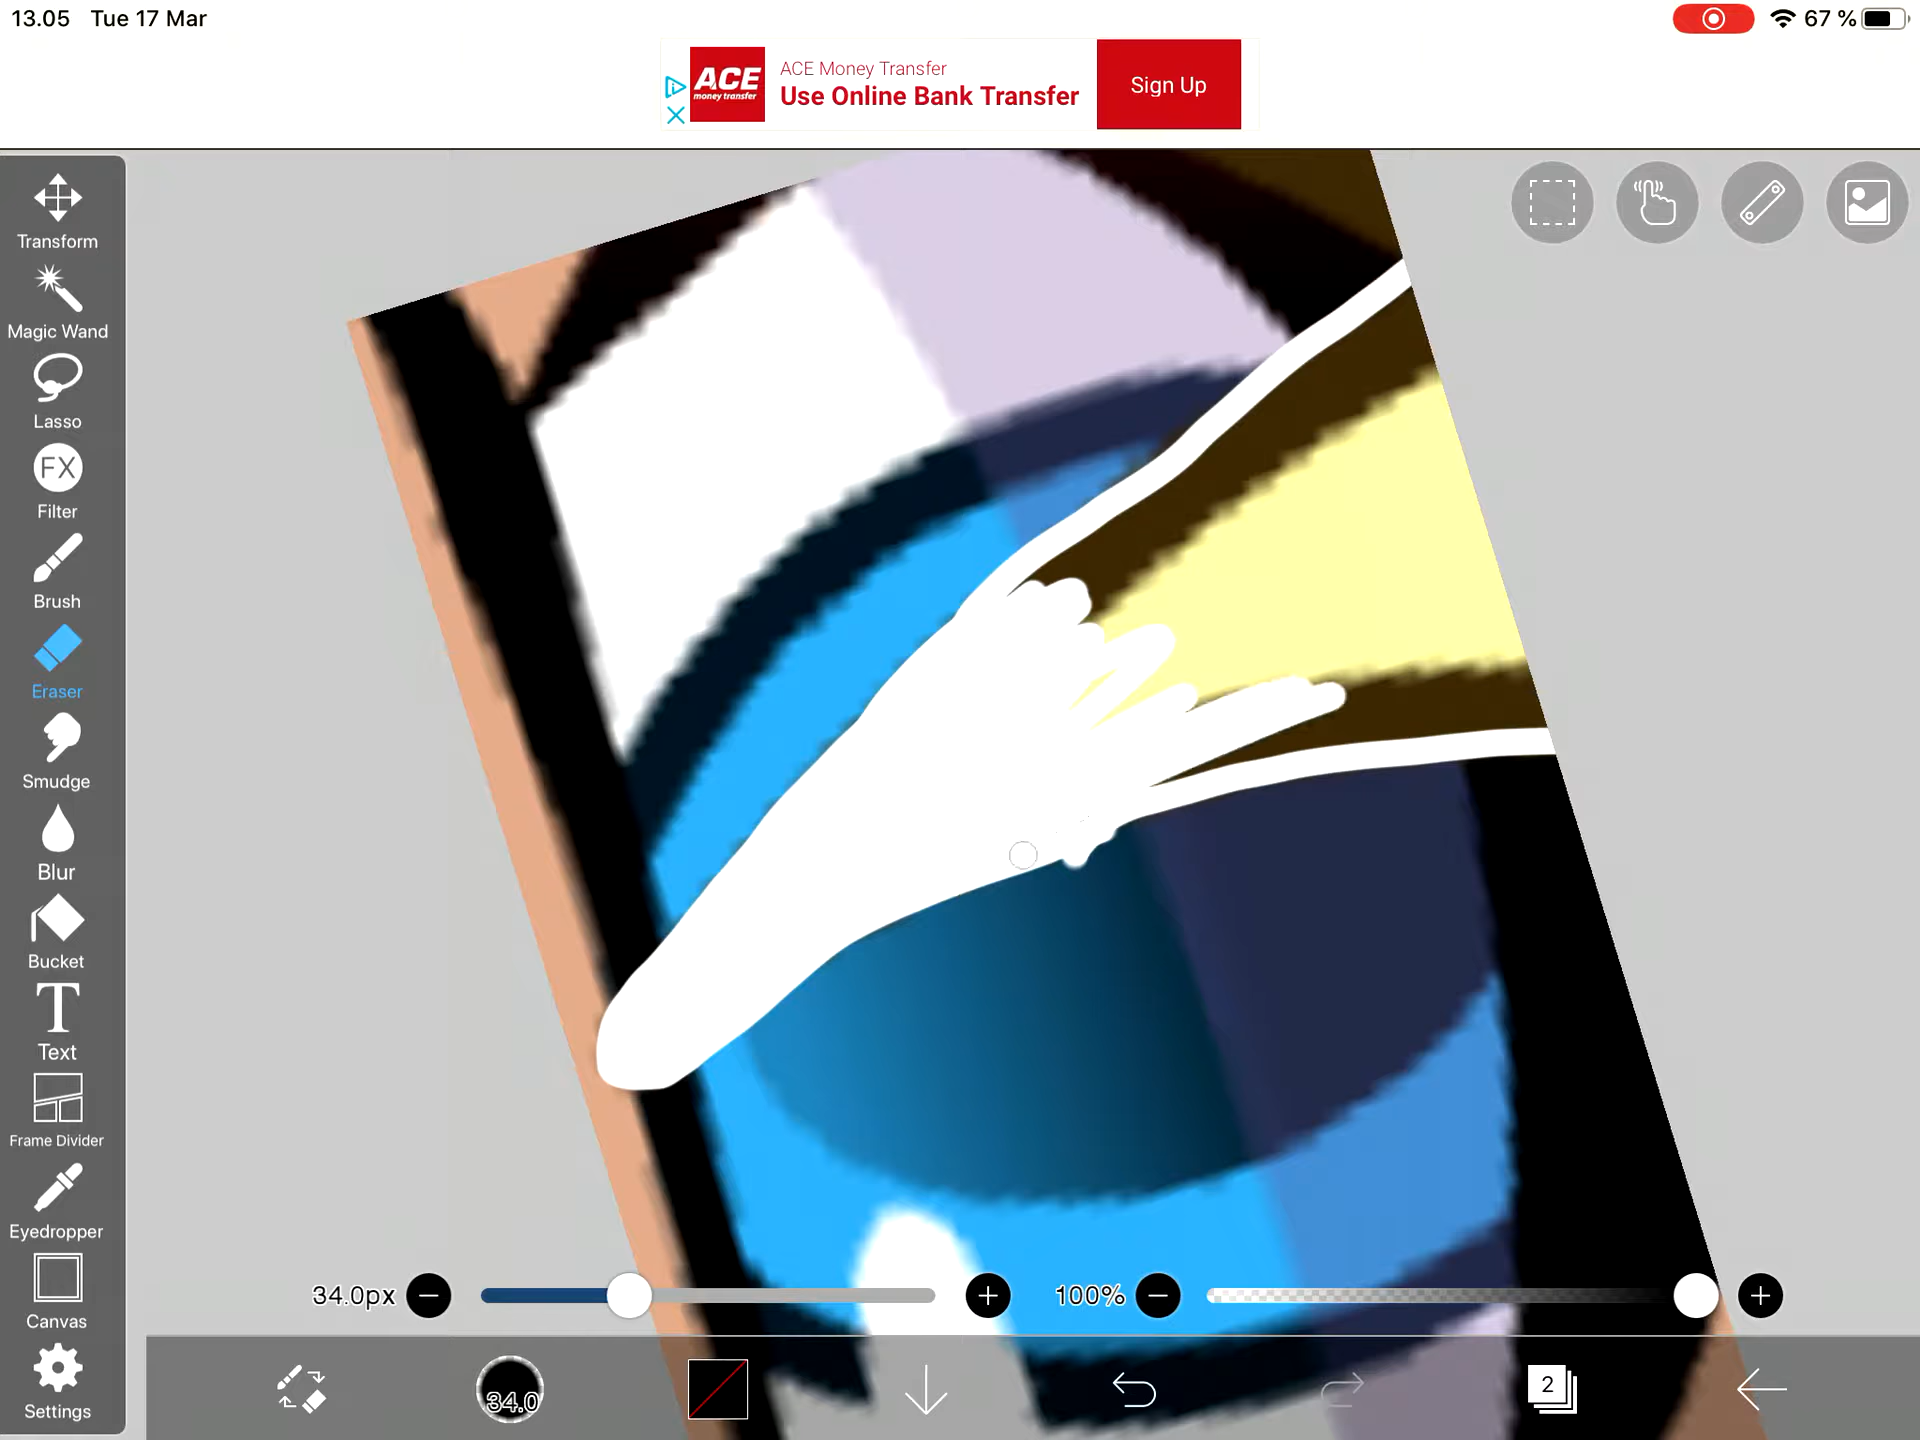 13.05 Tue 17 Mar
67 %
ACE
money transfer
ACE Money Transfer
Use Online Bank Transfer
Sign Up
Transform
Magic Wand
Lasso
FX
Filter
Brush
Eraser
Smudge
Blur
Bucket
T
Text
Frame Divider
Eyedropper
Canvas
Settings
34.0px
100%
34.0
2